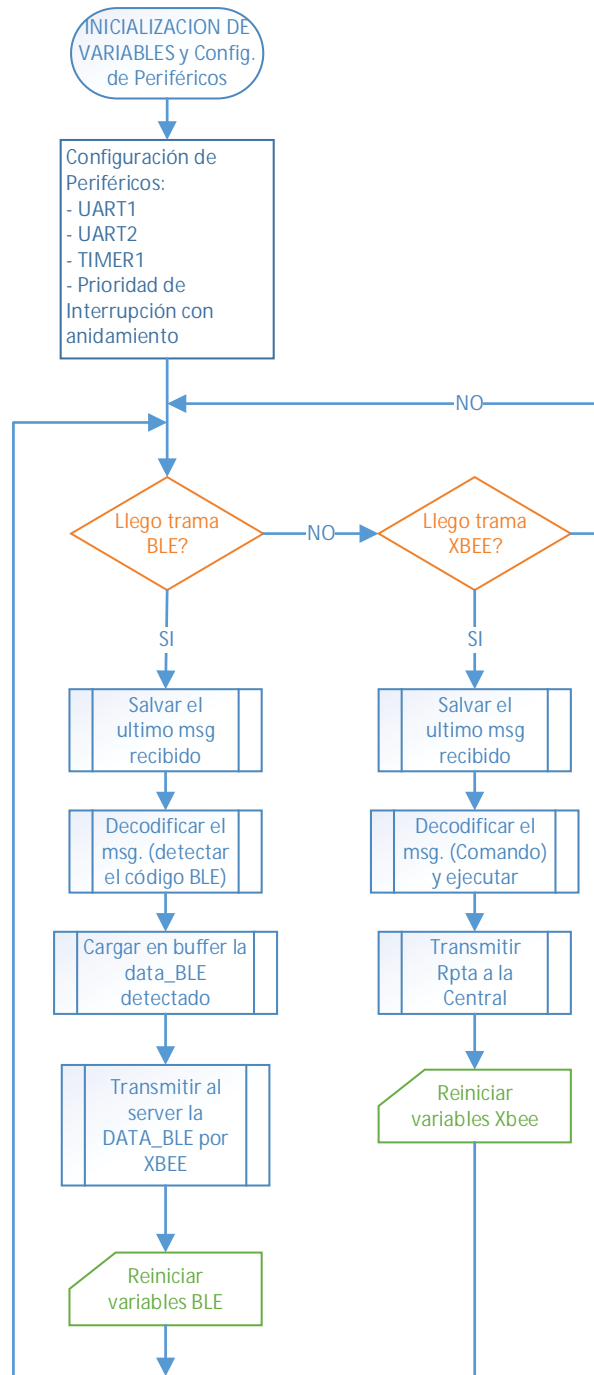 INICIALIZACION DE
VARIABLES y Config.
de Periféricos
Configuración de
Periféricos:
- UART1
- UART2
- TIMER1
- Prioridad de
Interrupción con
anidamiento
NO
Llego trama
BLE?
NO
Llego trama
XBEE?
SI
SI
Salvar el
ultimo msg
recibido
Salvar el
ultimo msg
recibido
Decodificar el
msg. (detectar
el código BLE)
Decodificar el
msg. (Comando)
y ejecutar
Cargar en buffer la
data_BLE
detectado
Transmitir
Rpta a la
Central
Transmitir al
server la
DATA_BLE por
XBEE
Reiniciar
variables Xbee
Reiniciar
variables BLE